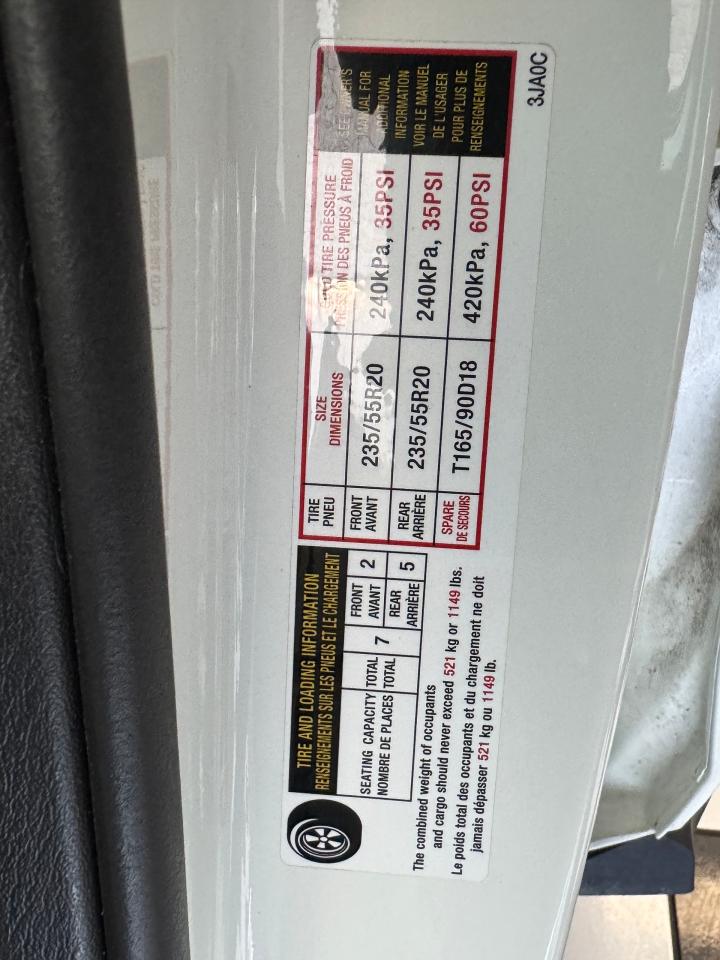 TIRE AND LOADING INFORMATION
RENSEIGNEMENTS SUR LES PNEUS ET LE CHARGEMENT
SEATING CAPACITY TOTAL 7 FRONT AVANT 2
NOMBRE DE PLACES TOTAL REAR ARRIÈRE 5
The combined weight of occupants
and cargo should never exceed 521 kg or 1149 lbs.
Le poids total des occupants et du chargement ne doit
jamais dépasser 521 kg ou 1149 lb.
TIRE
PNEU
SIZE
DIMENSIONS
COLD TIRE PRESSURE
PRESSION DES PNEUS À FROID
FRONT
AVANT
235/55R20
240kPa, 35PSI
REAR
ARRIÈRE
235/55R20
240kPa, 35PSI
SPARE
DE SECOURS
T165/90D18
420kPa, 60PSI
SEE OWNER'S
MANUAL FOR
ADDITIONAL
INFORMATION
VOIR LE MANUEL
DE L'USAGER
POUR PLUS DE
RENSEIGNEMENTS
3JA0C